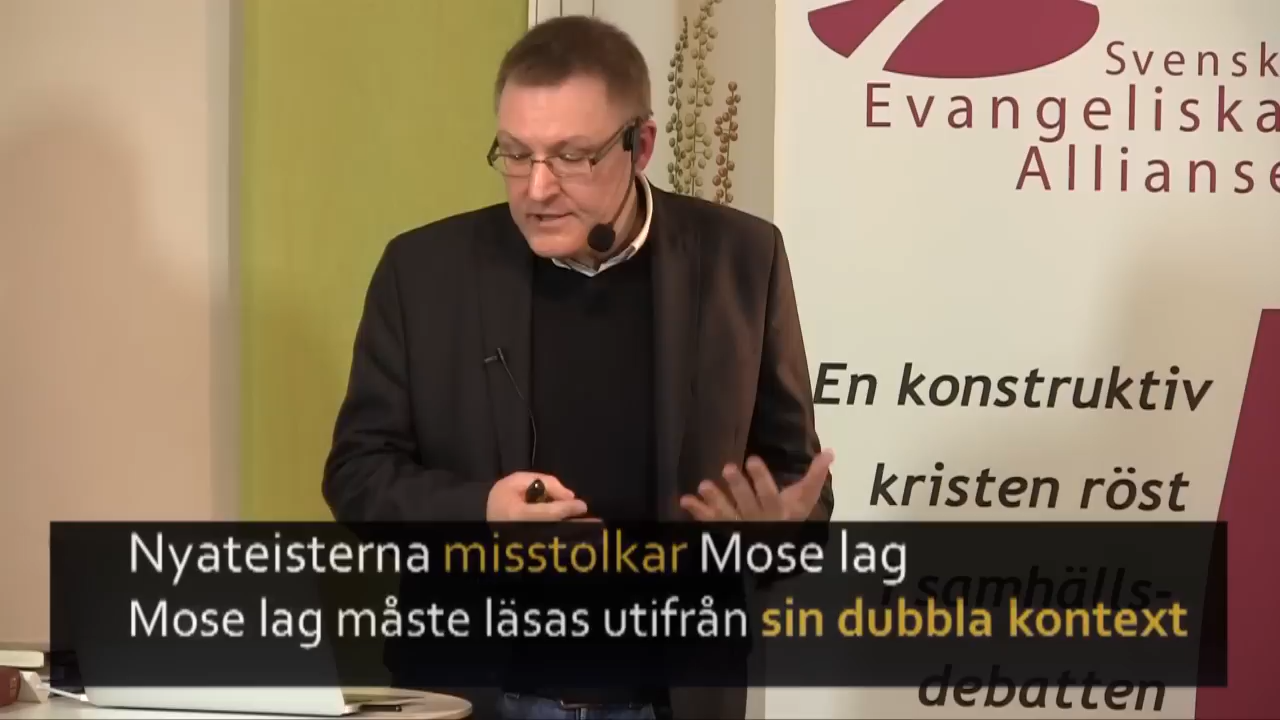 Svensk
Evangeliska
Allianse
En konstruktiv
kristen röst
i samhälls-
debatten
Nyateisterna misstolkar Mose lag
Mose lag måste läsas utifrån sin dubbla kontext